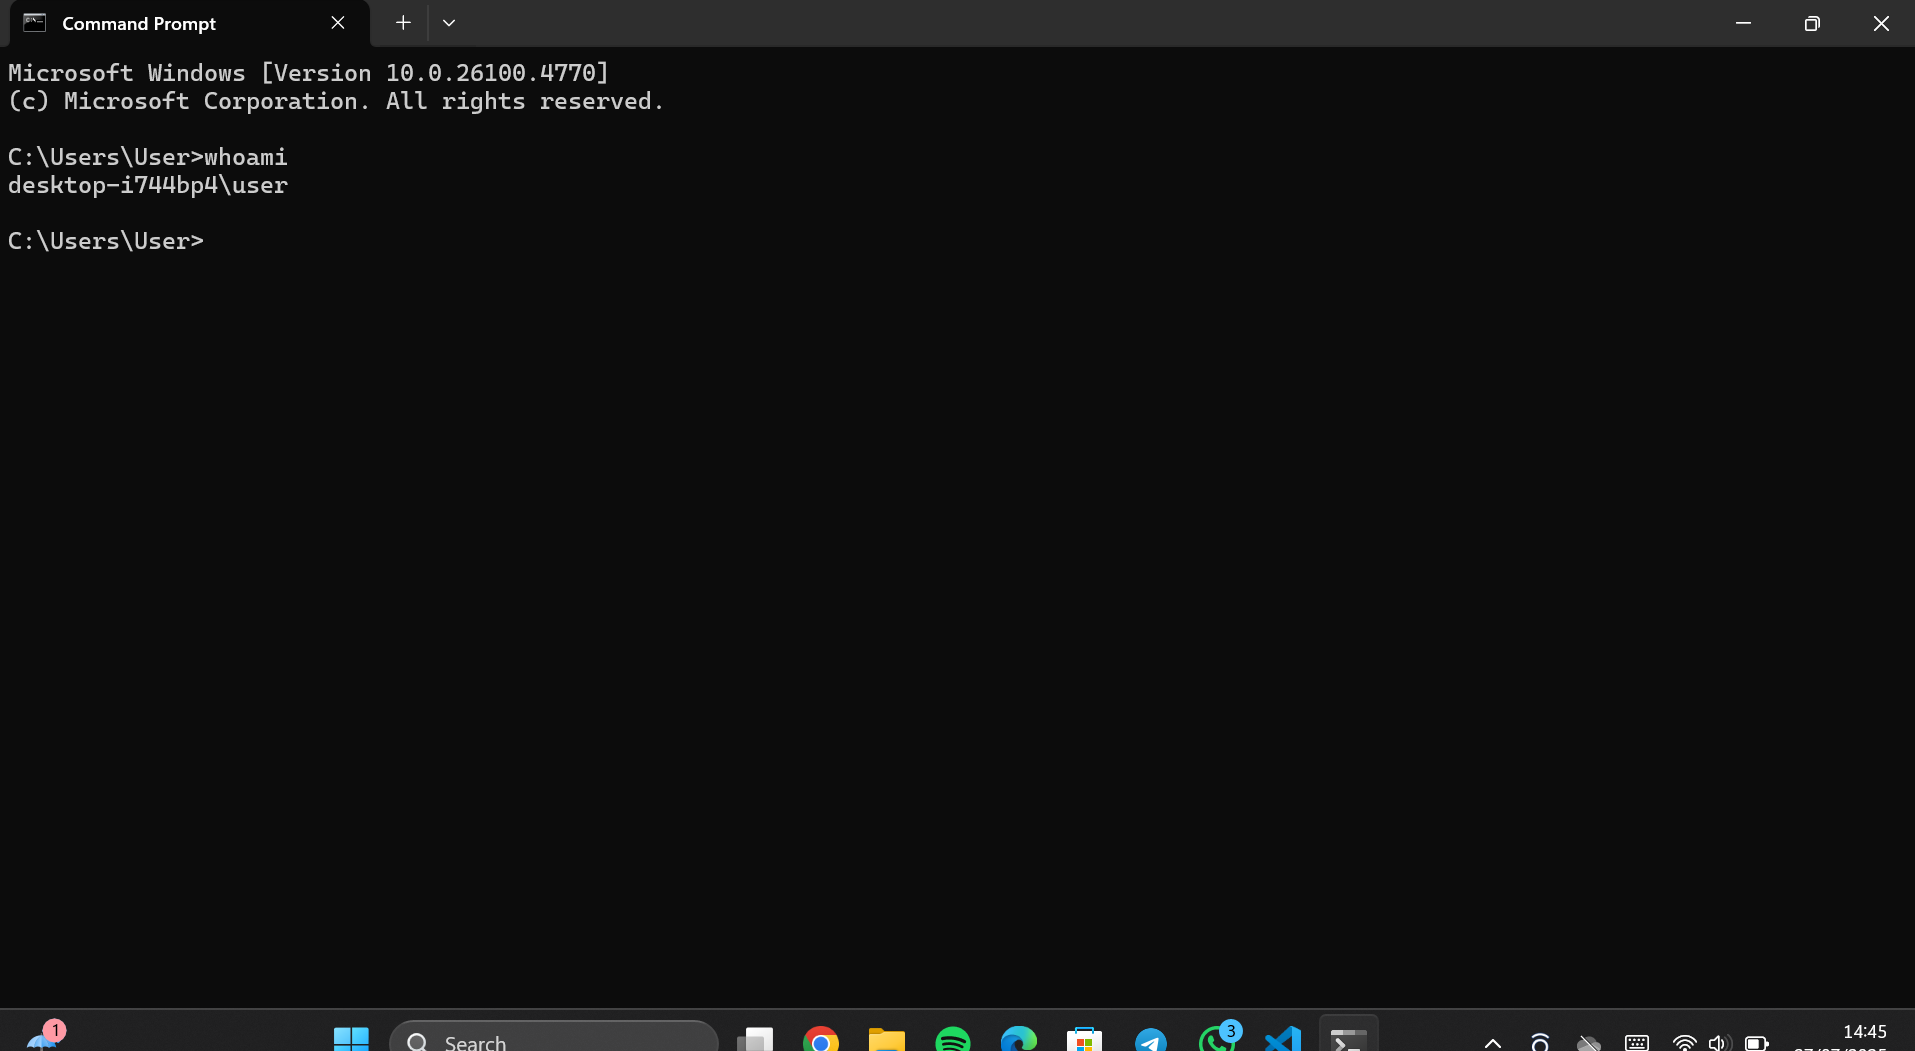 Command Prompt
Microsoft Windows [Version 10.0.26100.4770]
(c) Microsoft Corporation. All rights reserved.
C:\Users\User>whoami
desktop-i744bp4\user
C:\Users\User>
1
Search
3
14:45